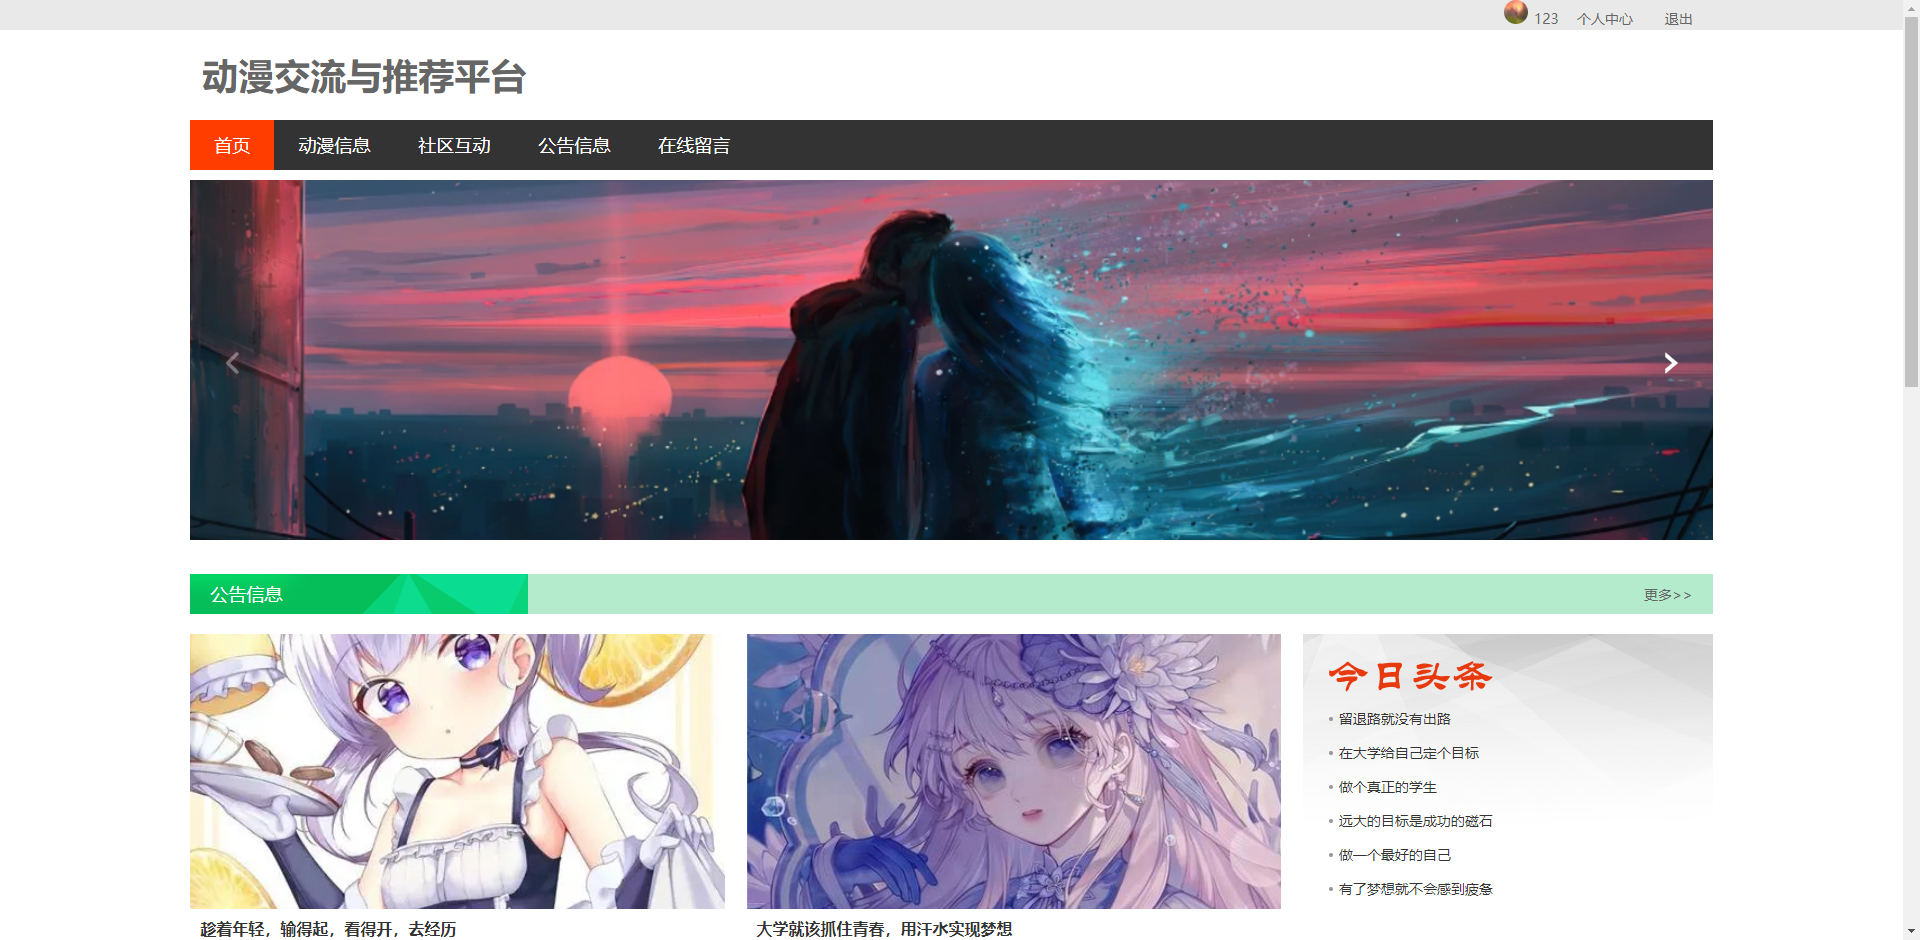 123 个人中心 退出
动漫交流与推荐平台
首页 动漫信息 社区互动 公告信息 在线留言
公告信息 更多>>
今日头条
留退路就没有出路
在大学给自己定个目标
做个真正的学生
远大的目标是成功的磁石
做一个最好的自己
有了梦想就不会感到疲惫
趁着年轻，输得起，看得开，去经历
大学就该抓住青春，用汗水实现梦想